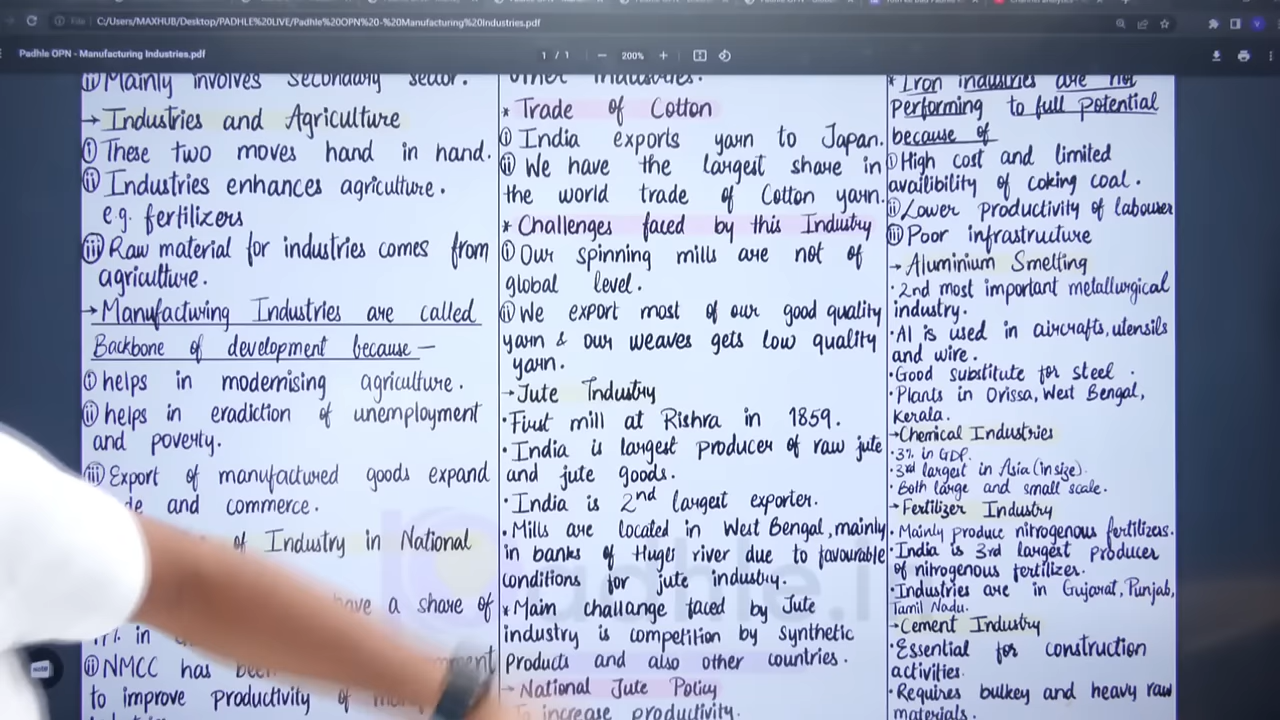 File C:/Users/MAXHUB/Desktop/PADHLE%20LIVE/Padhle%20OPN%20-%20Manufacturing%20Industries.pdf
Padhle OPN - Manufacturing Industries.pdf
1 / 1
200%
(ii) Mainly involves Secondary sector.
→ Industries and Agriculture
(i) These two moves hand in hand.
(ii) Industries enhances agriculture.
e.g. fertilizers
(iii) Raw material for industries comes from
agriculture.
→ Manufacturing Industries are called
Backbone of development because —
(i) helps in modernising agriculture.
(ii) helps in eradiction of unemployment
and poverty.
(iii) Export of manufactured goods expand
and commerce.
of Industry in National
have a share of
17% in
(ii) NMCC has
to improve Productivity of
other industries.
* Trade of Cotton
(i) India exports yarn to Japan.
(ii) We have the largest share in
the world trade of Cotton yarn.
* Challenges faced by this Industry
(i) Our spinning mills are not of
global level.
(ii) We export most of our good quality
yarn & our weaves gets low quality
yarn.
→ Jute Industry
• First mill at Rishra in 1859.
• India is largest producer of raw jute
and jute goods.
• India is 2nd largest exporter.
• Mills are located in West Bengal, mainly
in banks of Hugli river due to favourable
conditions for jute industry.
* Main challange faced by Jute
industry is competition by synthetic
Products and also other countries.
→ National Jute Policy
To increase productivity.
* Iron industries are not
performing to full potential
because of
(i) High cost and limited
availibility of coking coal.
(ii) Lower Productivity of labourer
(iii) Poor infrastructure
→ Aluminium Smelting
• 2nd most important metallurgical
industry.
• Al is used in aircrafts, utensils
and wire.
• Good substitute for steel.
• Plants in Orissa, West Bengal,
Kerala.
→ Chemical Industries
• 3% in GDP.
• 3rd largest in Asia (in size).
• Both large and small scale.
→ Fertilizer Industry
• Mainly produce nitrogenous fertilizers.
• India is 3rd largest producer
of nitrogenous fertilizer.
• Industries are in Gujarat, Punjab,
Tamil Nadu.
→ Cement Industry
• Essential for construction
activities.
• Requires bulkey and heavy raw
materials.